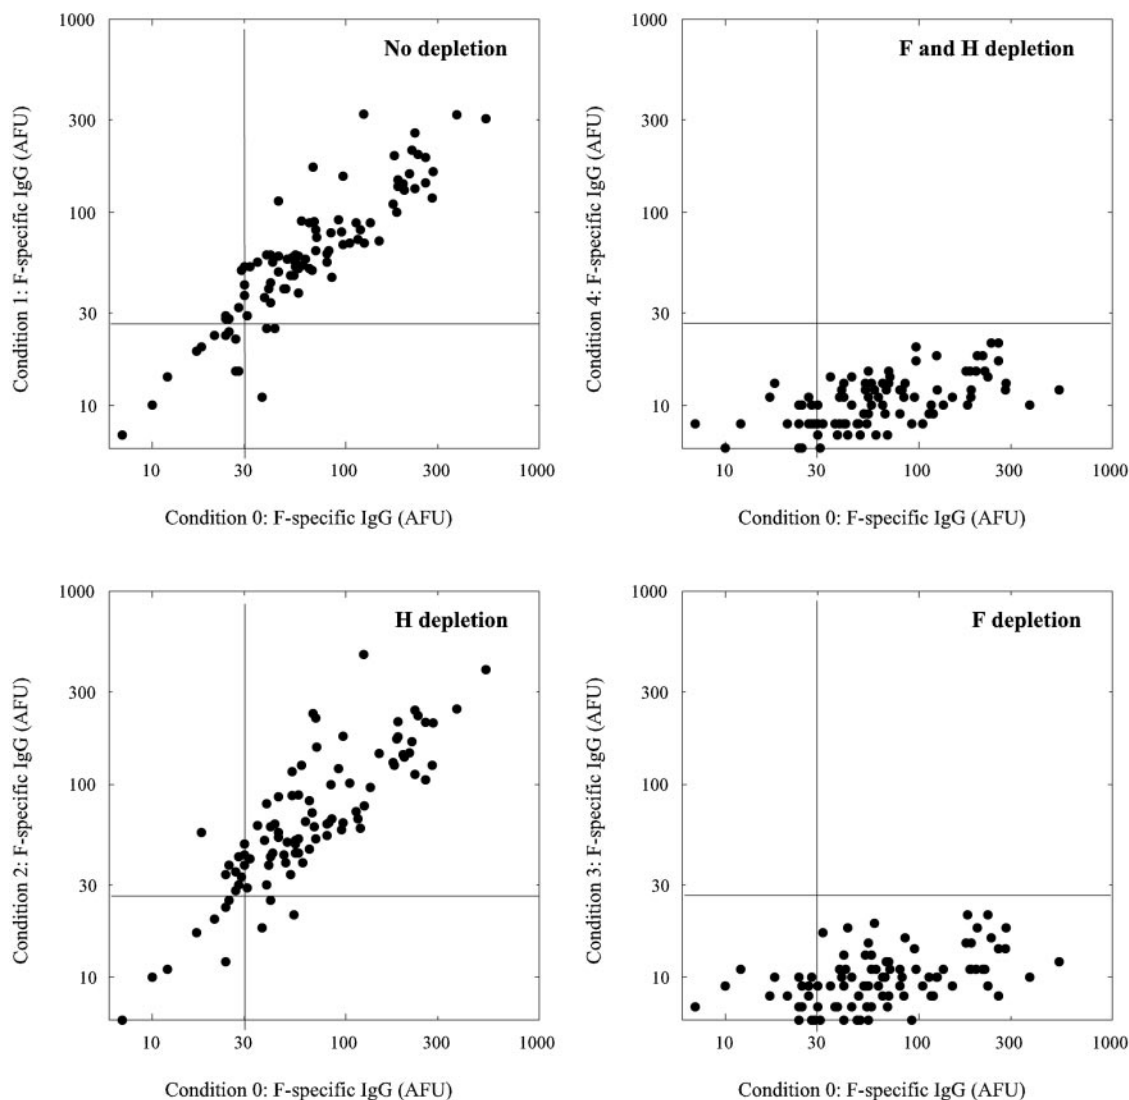 No depletion
1000
300
100
30
10
Condition 1: F-specific IgG (AFU)
10 30 100 300 1000
Condition 0: F-specific IgG (AFU)
F and H depletion
1000
300
100
30
10
Condition 4: F-specific IgG (AFU)
10 30 100 300 1000
Condition 0: F-specific IgG (AFU)
H depletion
1000
300
100
30
10
Condition 2: F-specific IgG (AFU)
10 30 100 300 1000
Condition 0: F-specific IgG (AFU)
F depletion
1000
300
100
30
10
Condition 3: F-specific IgG (AFU)
10 30 100 300 1000
Condition 0: F-specific IgG (AFU)